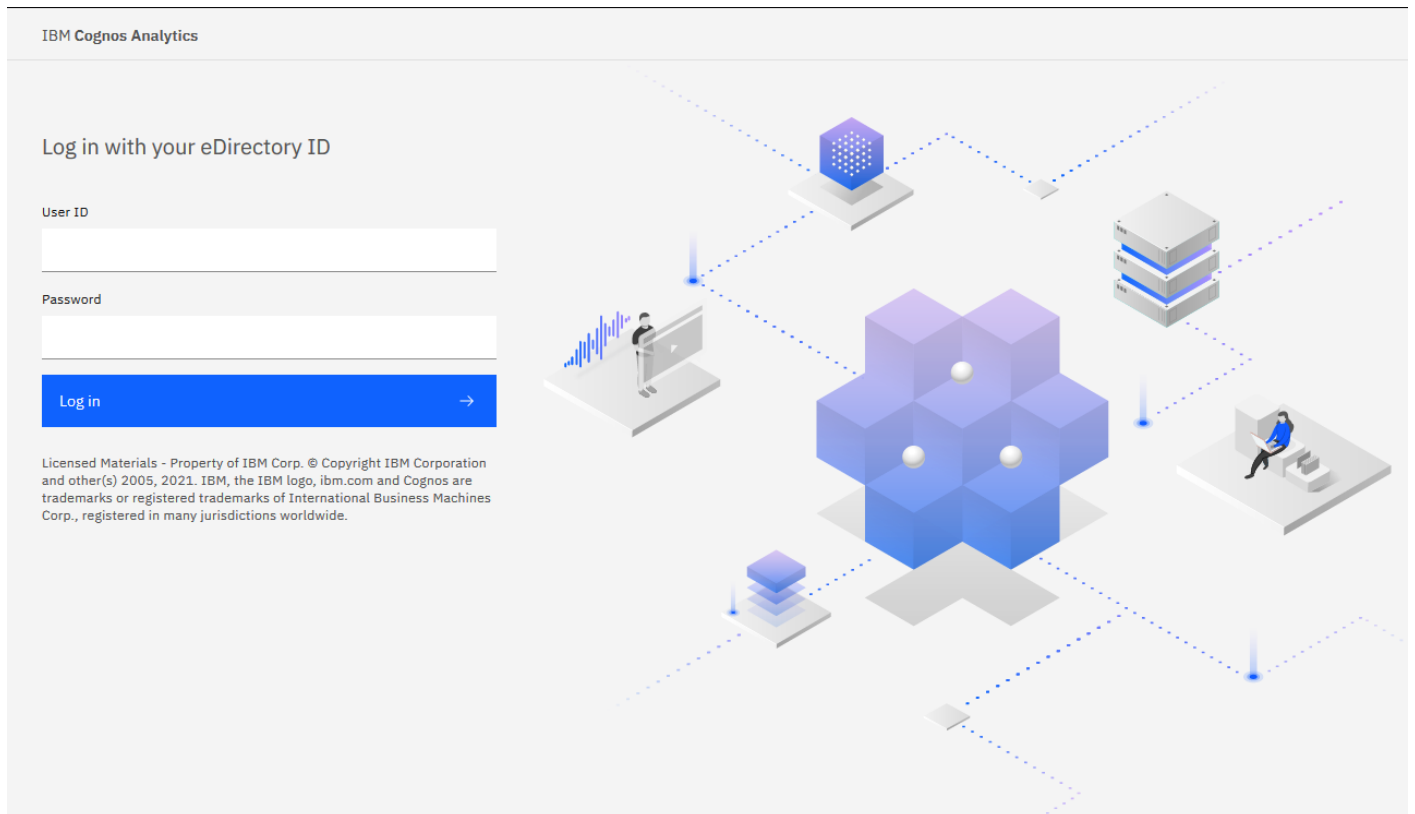 IBM Cognos Analytics
Log in with your eDirectory ID
User ID
Password
Log in
Licensed Materials - Property of IBM Corp. © Copyright IBM Corporation
and other(s) 2005, 2021. IBM, the IBM logo, ibm.com and Cognos are
trademarks or registered trademarks of International Business Machines
Corp., registered in many jurisdictions worldwide.